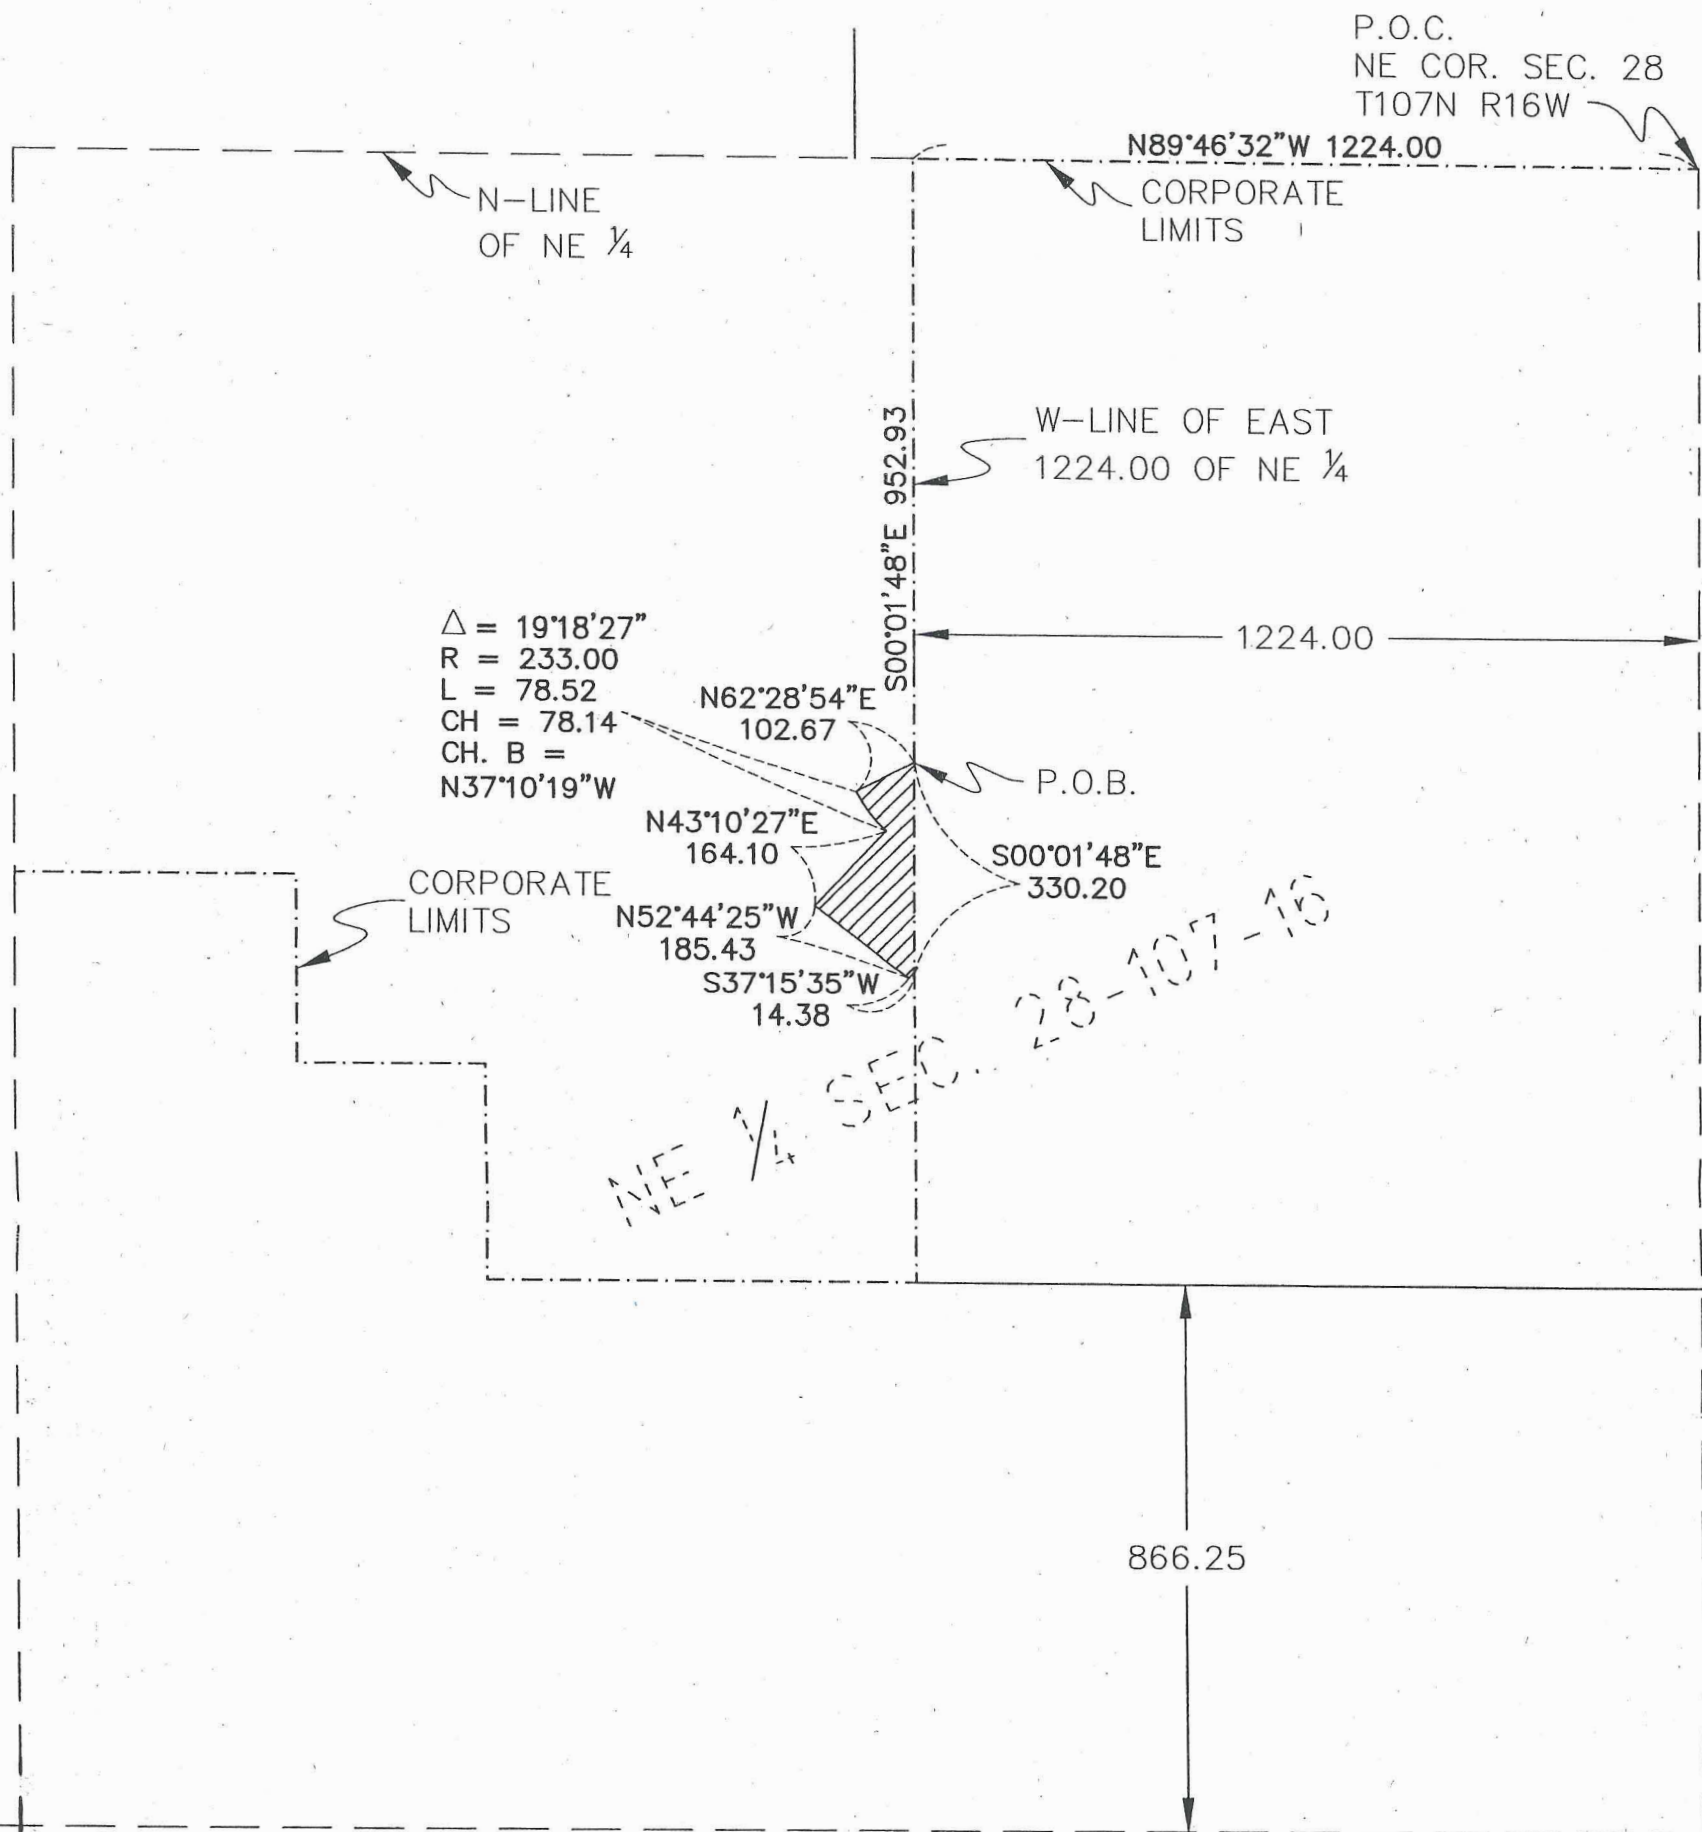 P.O.C.
NE COR. SEC. 28
T107N R16W
N89°46'32"W 1224.00
N-LINE
OF NE ¼
CORPORATE
LIMITS
S00°01'48"E 952.93
W-LINE OF EAST
1224.00 OF NE ¼
△ = 19°18'27"
R = 233.00
L = 78.52
CH = 78.14
CH. B =
N37°10'19"W
1224.00
N62°28'54"E
102.67
P.O.B.
N43°10'27"E
164.10
S00°01'48"E
330.20
CORPORATE
LIMITS
N52°44'25"W
185.43
S37°15'35"W
14.38
NE ¼ SEC. 28-107-16
866.25